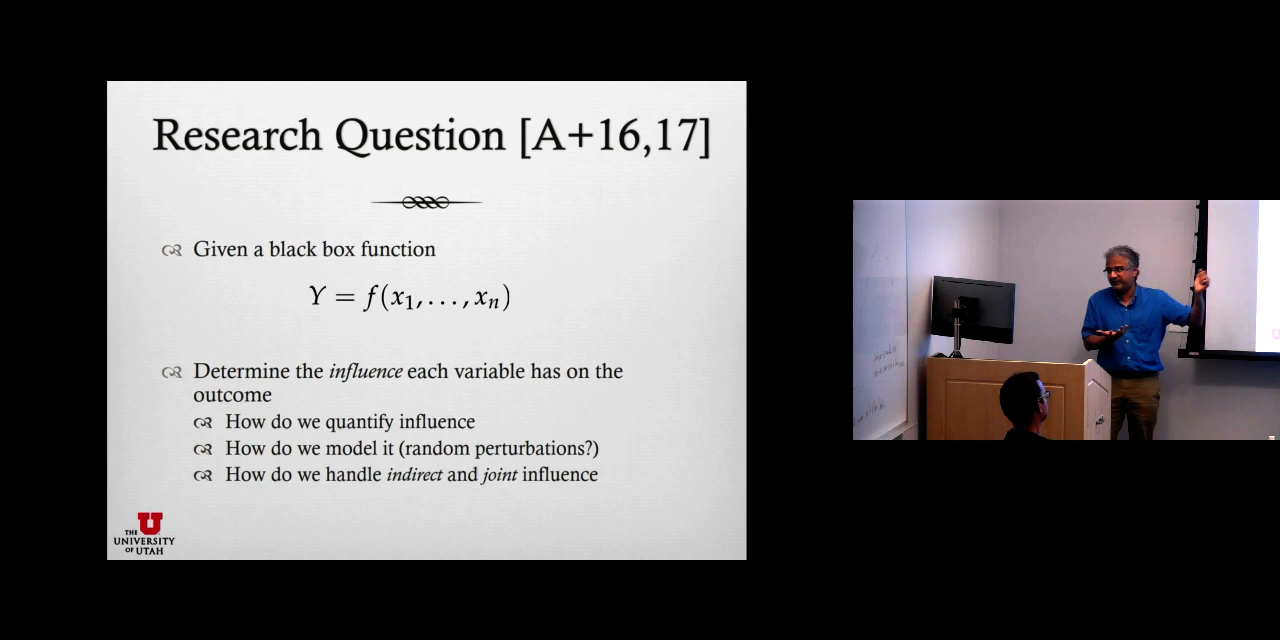 Research Question [A+16,17]
Given a black box function
Y = f(x₁, . . . , xₙ)
Determine the influence each variable has on the
outcome
How do we quantify influence
How do we model it (random perturbations?)
How do we handle indirect and joint influence
THE
UNIVERSITY
OF UTAH